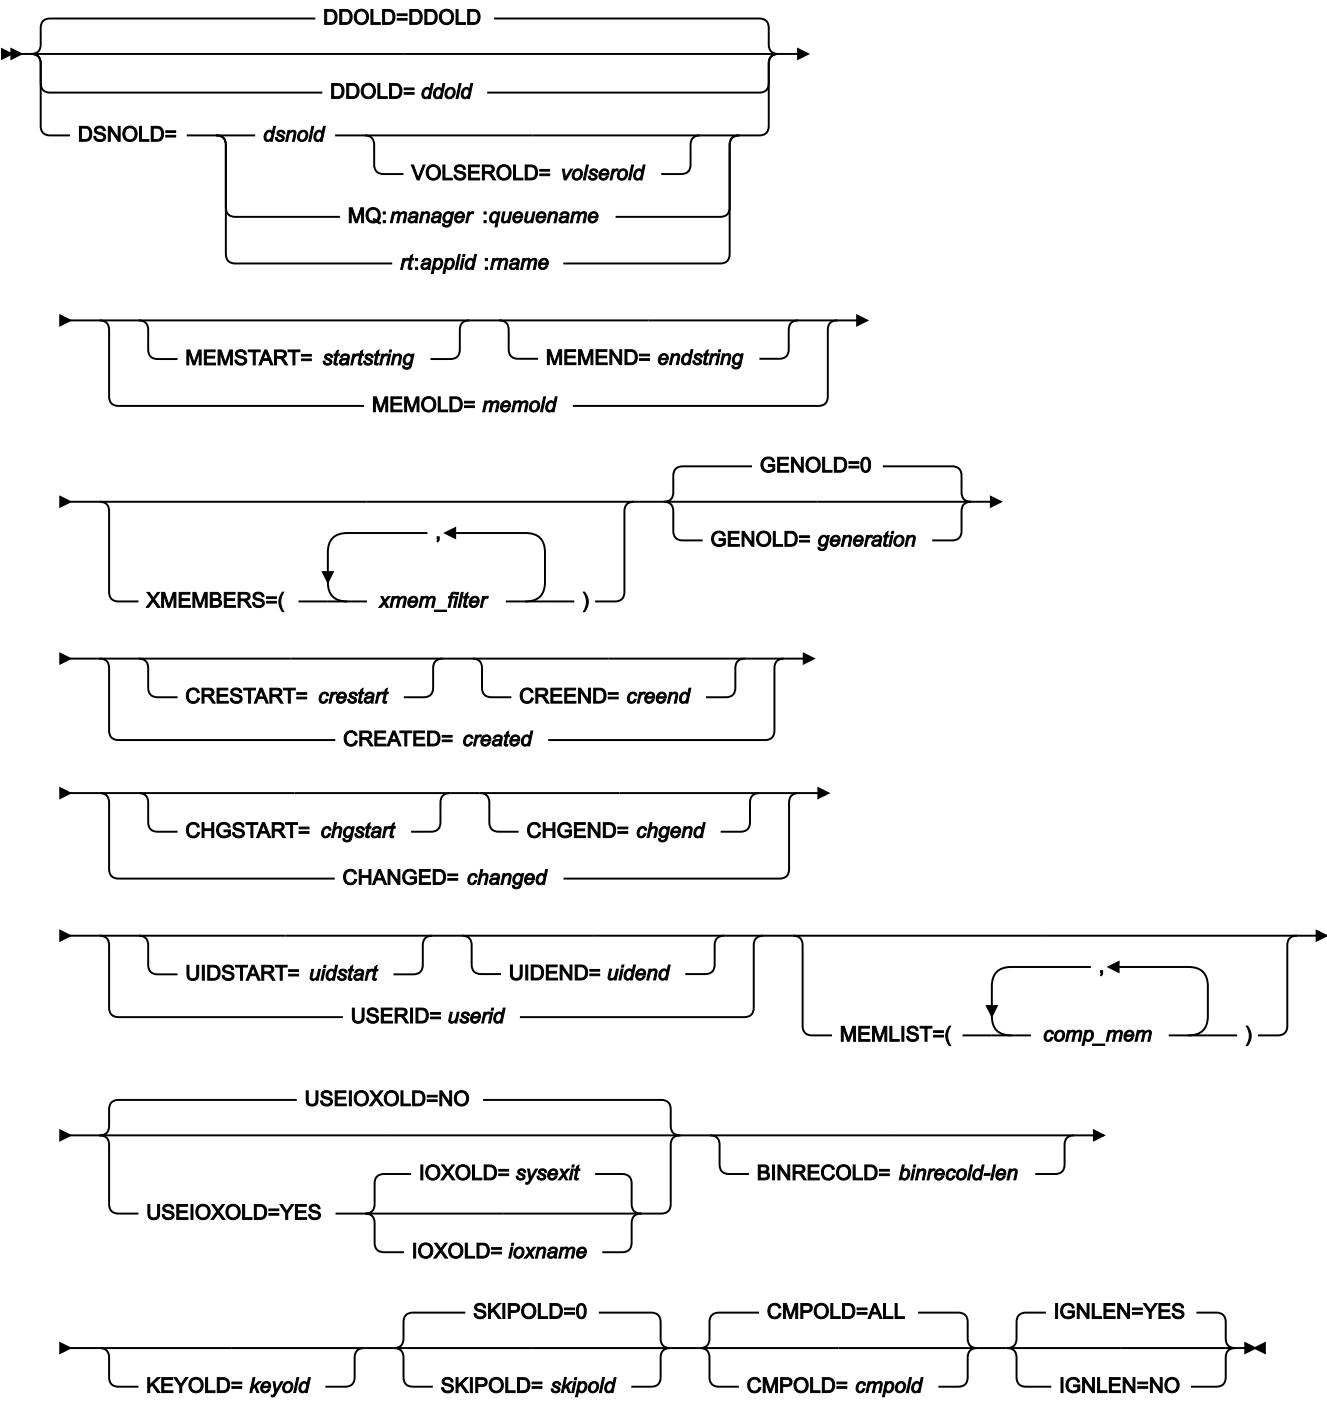 DDOLD=DDOLD
DDOLD= ddold
DSNOLD= dsnold
VOLSEROLD= volserold
MQ: manager :queuename
rt:applid :rname
MEMSTART= startstring MEMEND= endstring
MEMOLD= memold
GENOLD=0
GENOLD= generation
,
XMEMBERS=( xmem_filter )
CRESTART= crestart CREEND= creend
CREATED= created
CHGSTART= chgstart CHGEND= chgend
CHANGED= changed
UIDSTART= uidstart UIDEND= uidend
USERID= userid
,
MEMLIST=( comp_mem )
USEIOXOLD=NO
IOXOLD= sysexit BINRECOLD= binrecold-len
USEIOXOLD=YES
IOXOLD= ioxname
SKIPOLD=0 CMPOLD=ALL IGNLEN=YES
KEYOLD= keyold SKIPOLD= skipold CMPOLD= cmpold IGNLEN=NO